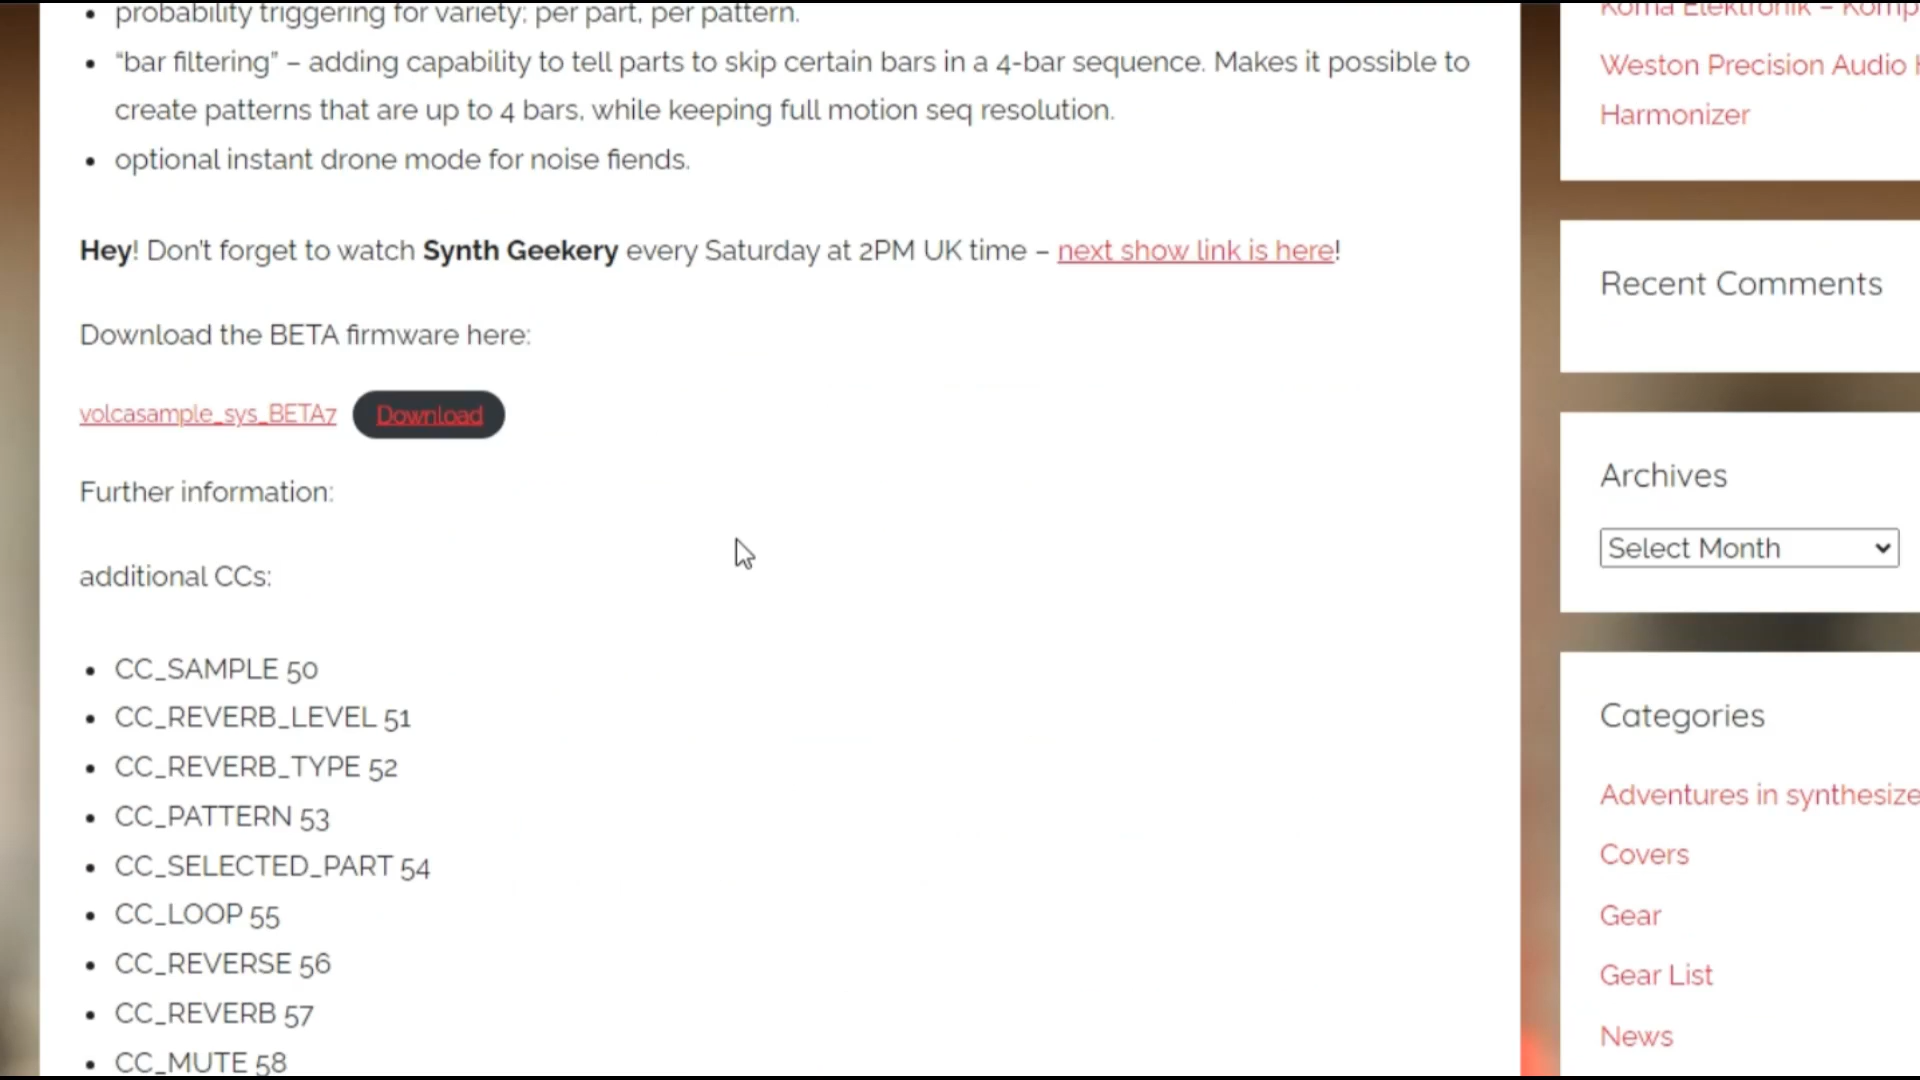 probability triggering for variety; per part, per pattern.
“bar filtering” – adding capability to tell parts to skip certain bars in a 4-bar sequence. Makes it possible to
create patterns that are up to 4 bars, while keeping full motion seq resolution.
optional instant drone mode for noise fiends.
Hey! Don’t forget to watch Synth Geekery every Saturday at 2PM UK time – next show link is here!
Download the BETA firmware here:
volcasample_sys_BETA7 Download
Further information:
additional CCs:
CC_SAMPLE 50
CC_REVERB_LEVEL 51
CC_REVERB_TYPE 52
CC_PATTERN 53
CC_SELECTED_PART 54
CC_LOOP 55
CC_REVERSE 56
CC_REVERB 57
CC_MUTE 58
Koma Elektronik – Komp
Weston Precision Audio
Harmonizer
Recent Comments
Archives
Select Month
Categories
Adventures in synthesize
Covers
Gear
Gear List
News